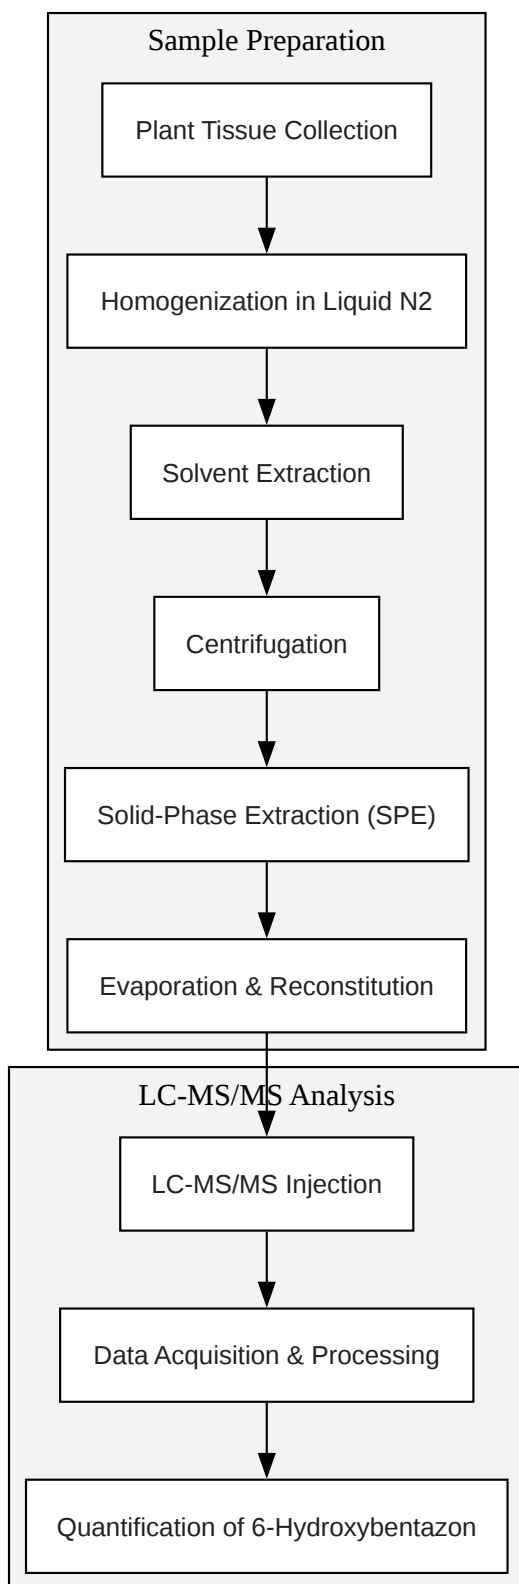 Sample Preparation
Plant Tissue Collection
Homogenization in Liquid N2
Solvent Extraction
Centrifugation
Solid-Phase Extraction (SPE)
Evaporation & Reconstitution
LC-MS/MS Analysis
LC-MS/MS Injection
Data Acquisition & Processing
Quantification of 6-Hydroxybentazon